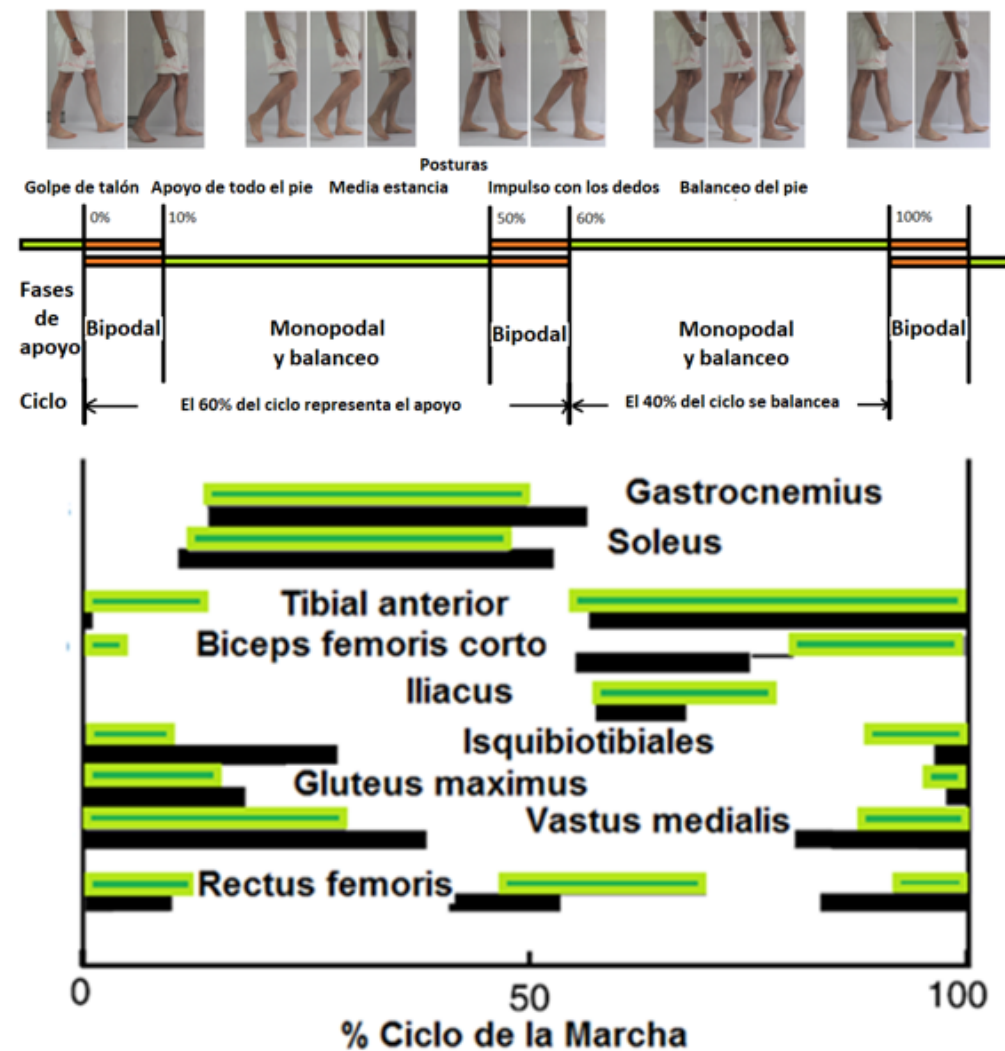 Posturas
Golpe de talón Apoyo de todo el pie Media estancia Impulso con los dedos Balanceo del pie
0% 10% 50% 60% 100%
Fases
de
apoyo
Bipodal
Monopodal
y balanceo
Bipodal
Monopodal
y balanceo
Bipodal
Ciclo
El 60% del ciclo representa el apoyo
El 40% del ciclo se balancea
Gastrocnemius
Soleus
Tibial anterior
Biceps femoris corto
Iliacus
Isquibiotibiales
Gluteus maximus
Vastus medialis
Rectus femoris
0 50 100
% Ciclo de la Marcha